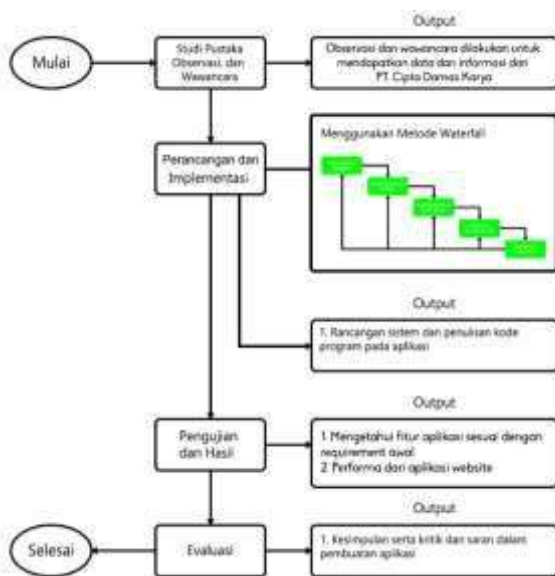 Output
Mulai
Studi Pustaka
Observasi, dan
Wawancara
Observasi dan wawancara dilakukan untuk
mendapatkan data dan informasi dari
PT. Cipta Damas Karya
Perancangan dan
Implementasi
Menggunakan Metode Waterfall
Output
1. Rancangan sistem dan penulisan kode
program pada aplikasi
Output
Pengujian
dan Hasil
1. Mengetahui fitur aplikasi sesuai dengan
requirement awal
2. Performa dari aplikasi website
Output
Selesai
Evaluasi
1. Kesimpulan serta kritik dan saran dalam
pembuatan aplikasi